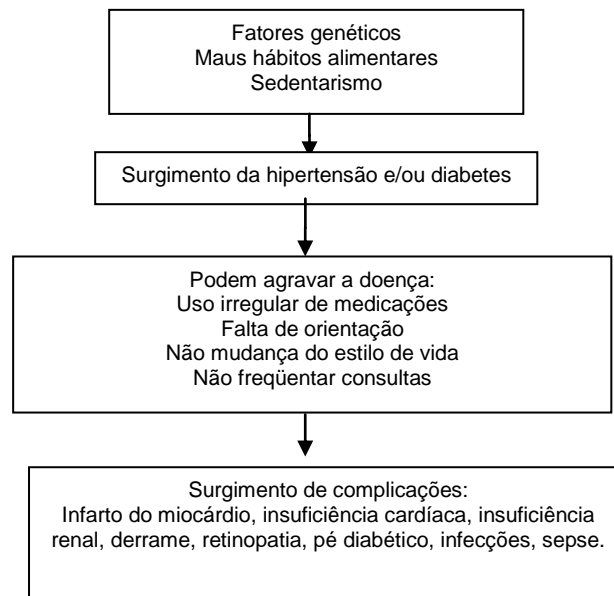 Fatores genéticos
Maus hábitos alimentares
Sedentarismo
Surgimento da hipertensão e/ou diabetes
Podem agravar a doença:
Uso irregular de medicações
Falta de orientação
Não mudança do estilo de vida
Não freqüentar consultas
Surgimento de complicações:
Infarto do miocárdio, insuficiência cardíaca, insuficiência
renal, derrame, retinopatia, pé diabético, infecções, sepse.